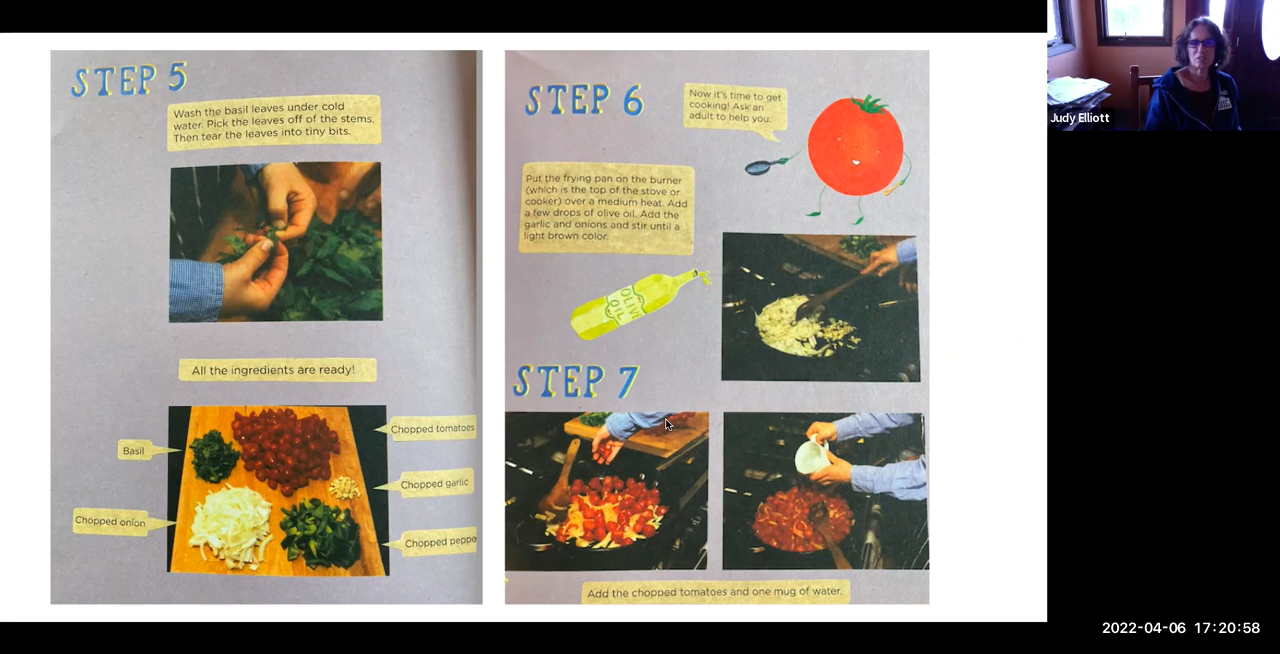 STEP 5
Wash the basil leaves under cold
water. Pick the leaves off of the stems.
Then tear the leaves into tiny bits.
All the ingredients are ready!
Basil
Chopped tomatoes
Chopped garlic
Chopped onion
Chopped peppe
STEP 6
Now it's time to get
cooking! Ask an
adult to help you.
Put the frying pan on the burner
(which is the top of the stove or
cooker) over a medium heat. Add
a few drops of olive oil. Add the
garlic and onions and stir until a
light brown color.
OLIVE
OIL
STEP 7
Add the chopped tomatoes and one mug of water.
Judy Elliott
2022-04-06 17:20:58